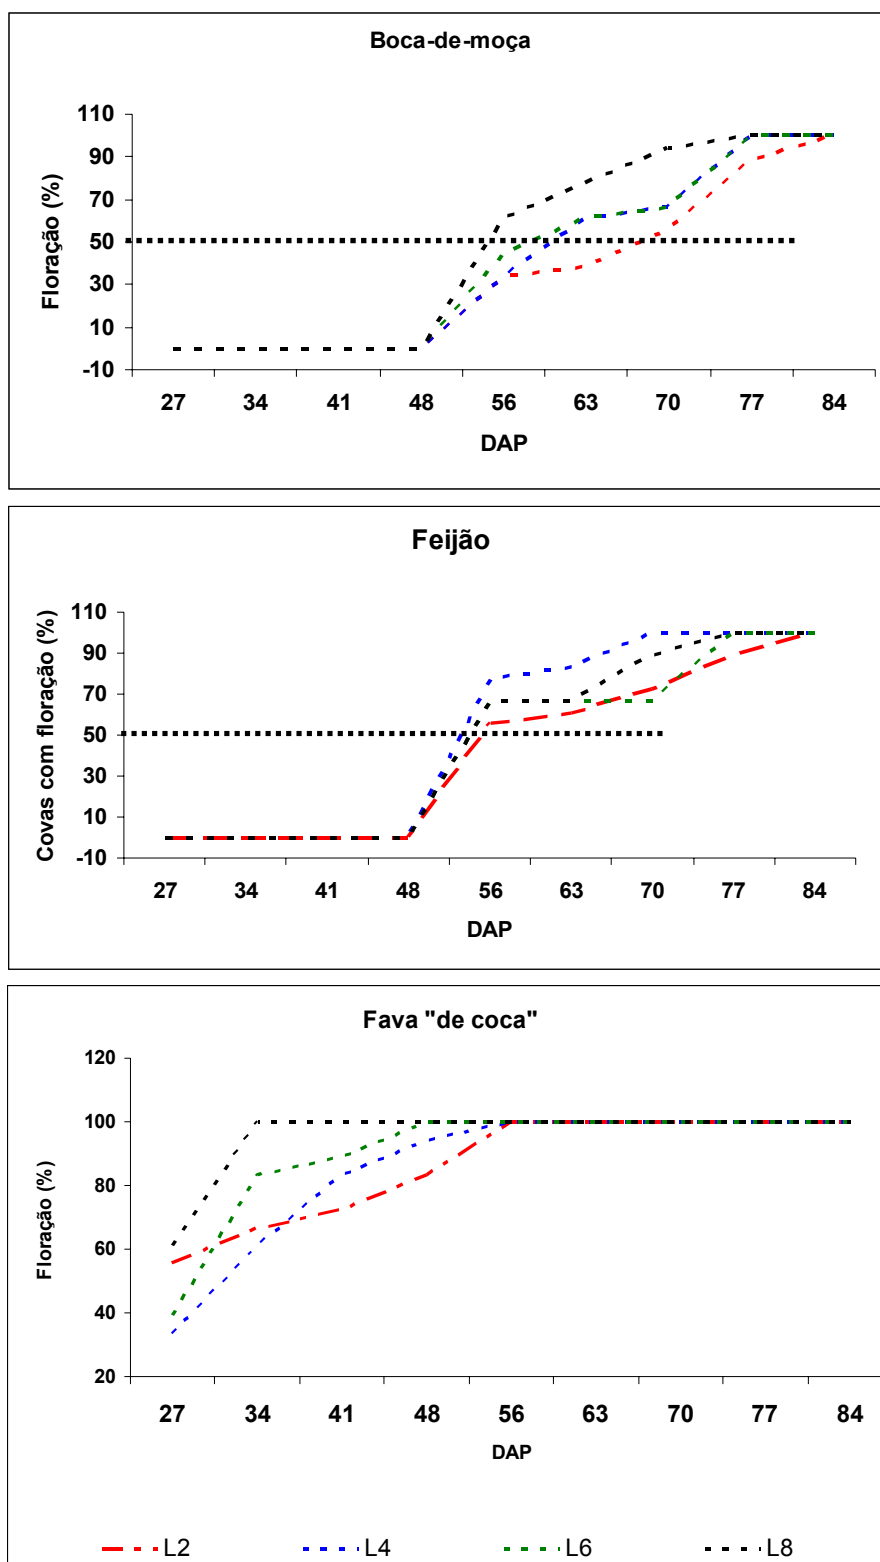 Boca-de-moça
110
90
70
50
30
10
-10
Floração (%)
27 34 41 48 56 63 70 77 84
DAP
Feijão
110
90
70
50
30
10
-10
Covas com floração (%)
27 34 41 48 56 63 70 77 84
DAP
Fava "de coca"
120
100
80
60
40
20
Floração (%)
27 34 41 48 56 63 70 77 84
DAP
L2 L4 L6 L8